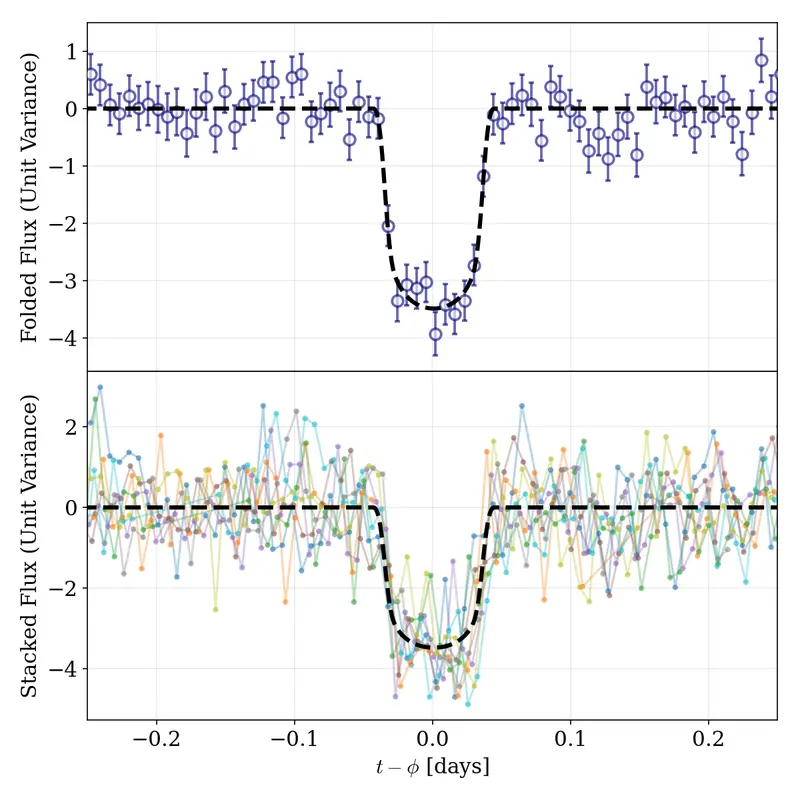 Folded Flux (Unit Variance)
1
0
−1
−2
−3
−4
Stacked Flux (Unit Variance)
2
0
−2
−4
−0.2 −0.1 0.0 0.1 0.2
t − ϕ [days]